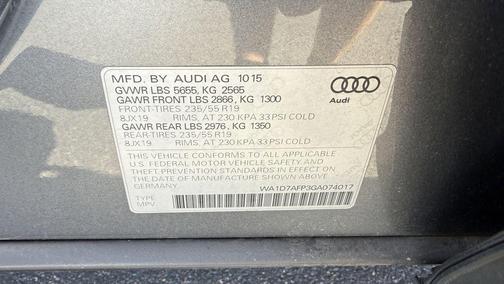 MFD. BY AUDI AG 10 15
GVWR LBS 5655, KG 2565
GAWR FRONT LBS 2866, KG 1300
FRONT-TIRES 235/55 R19
8JX19 RIMS, AT 230 KPA 33 PSI COLD
GAWR REAR LBS 2976, KG 1350
REAR-TIRES 235/55 R19
8JX19 RIMS, AT 230 KPA 33 PSI COLD
THIS VEHICLE CONFORMS TO ALL APPLICABLE
U.S. FEDERAL MOTOR VEHICLE SAFETY AND
THEFT PREVENTION STANDARDS IN EFFECT ON
THE DATE OF MANUFACTURE SHOWN ABOVE
GERMANY
WA1D7AFP3GA074017
TYPE
MPV
Audi